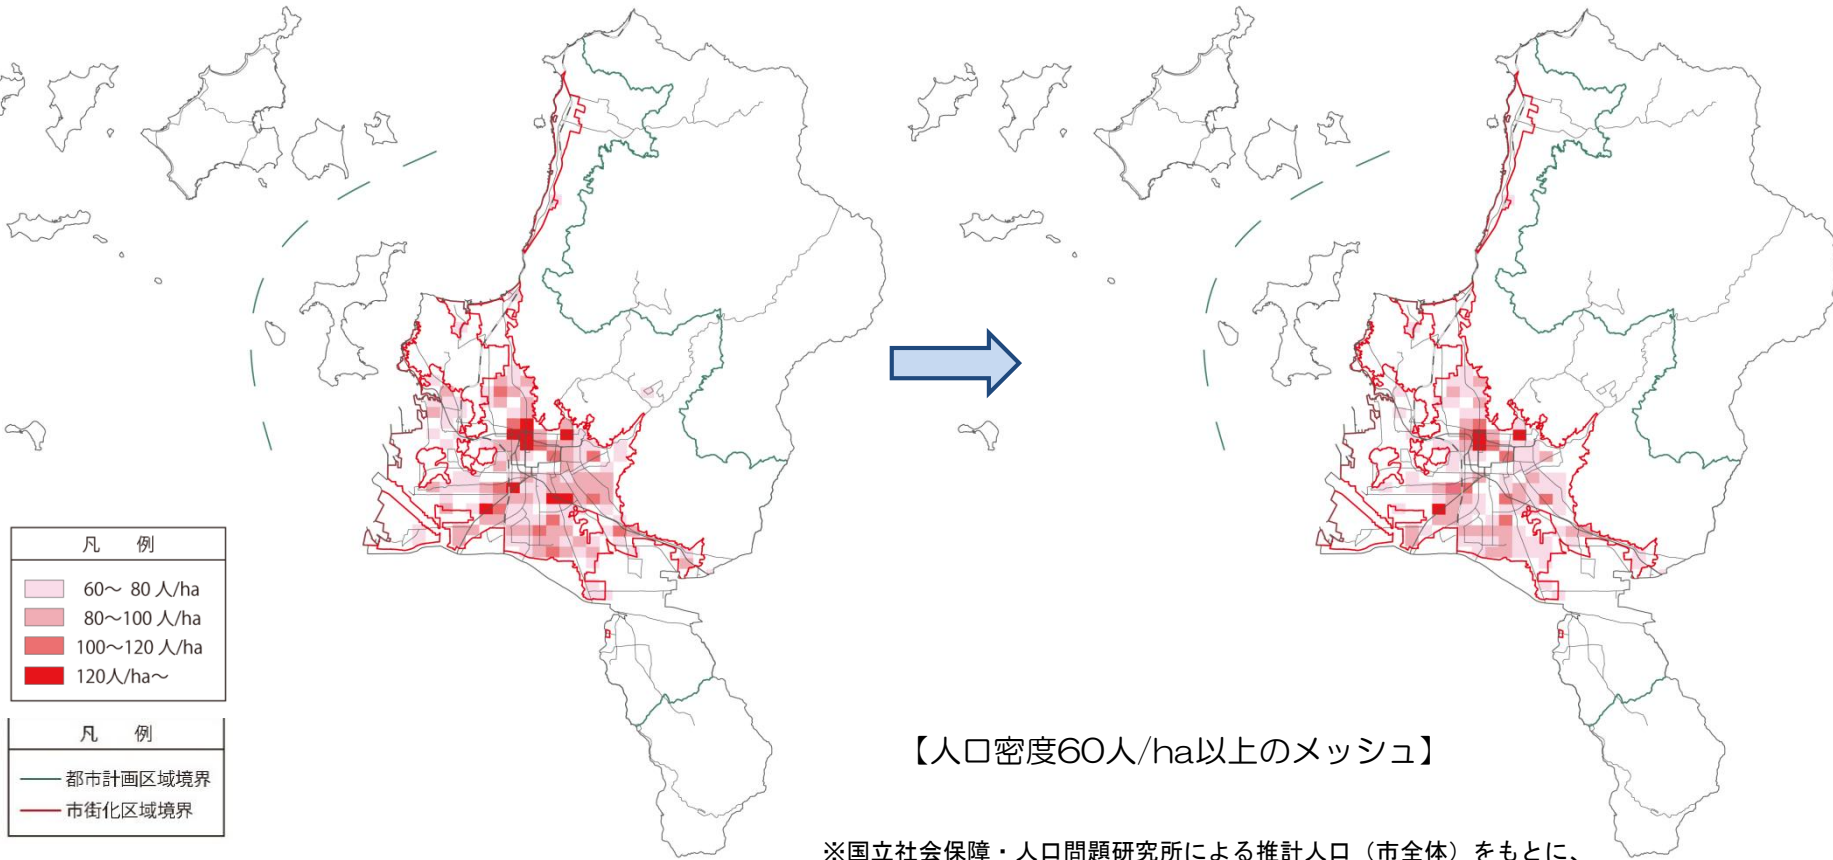 凡 例
60～ 80 人/ha
80～100 人/ha
100～120 人/ha
120人/ha～
凡 例
都市計画区域境界
市街化区域境界
【人口密度60人/ha以上のメッシュ】
※国立社会保障・人口問題研究所による推計人口（市全体）をもとに、